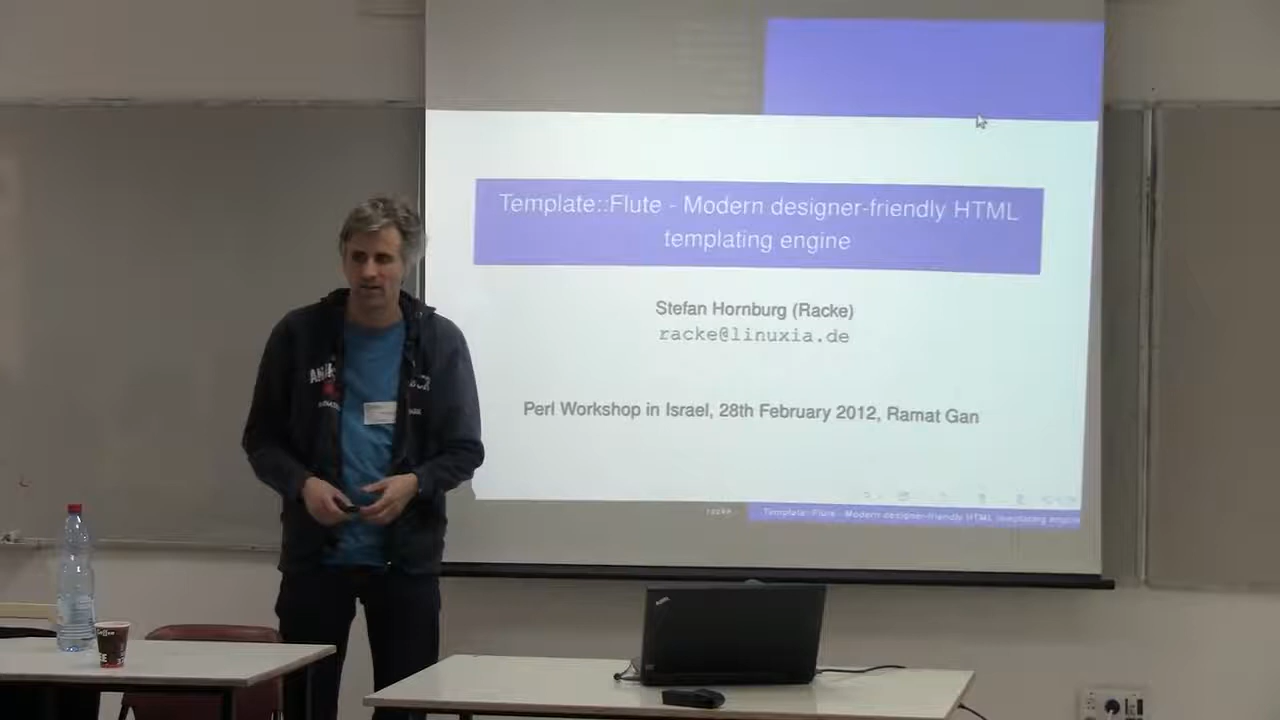 Template::Flute - Modern designer-friendly HTML
templating engine
Stefan Hornburg (Racke)
racke@linuxia.de
Perl Workshop in Israel, 28th February 2012, Ramat Gan
racke
Template::Flute - Modern designer-friendly HTML templating engine